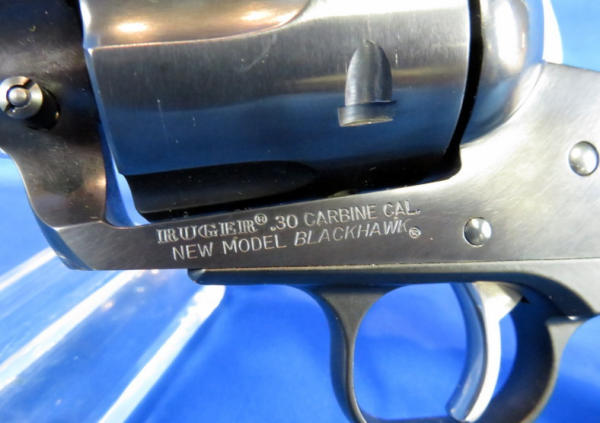 RUGER® .30 CARBINE CAL.
NEW MODEL BLACKHAWK®